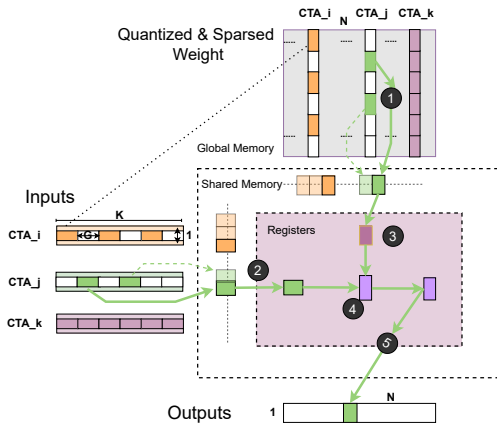 CTA_i CTA_j CTA_k
N
Quantized & Sparsed
Weight
1
Global Memory
Shared Memory
Inputs
K
CTA_i
G
1
Registers
3
CTA_j
2
4
CTA_k
5
N
Outputs
1